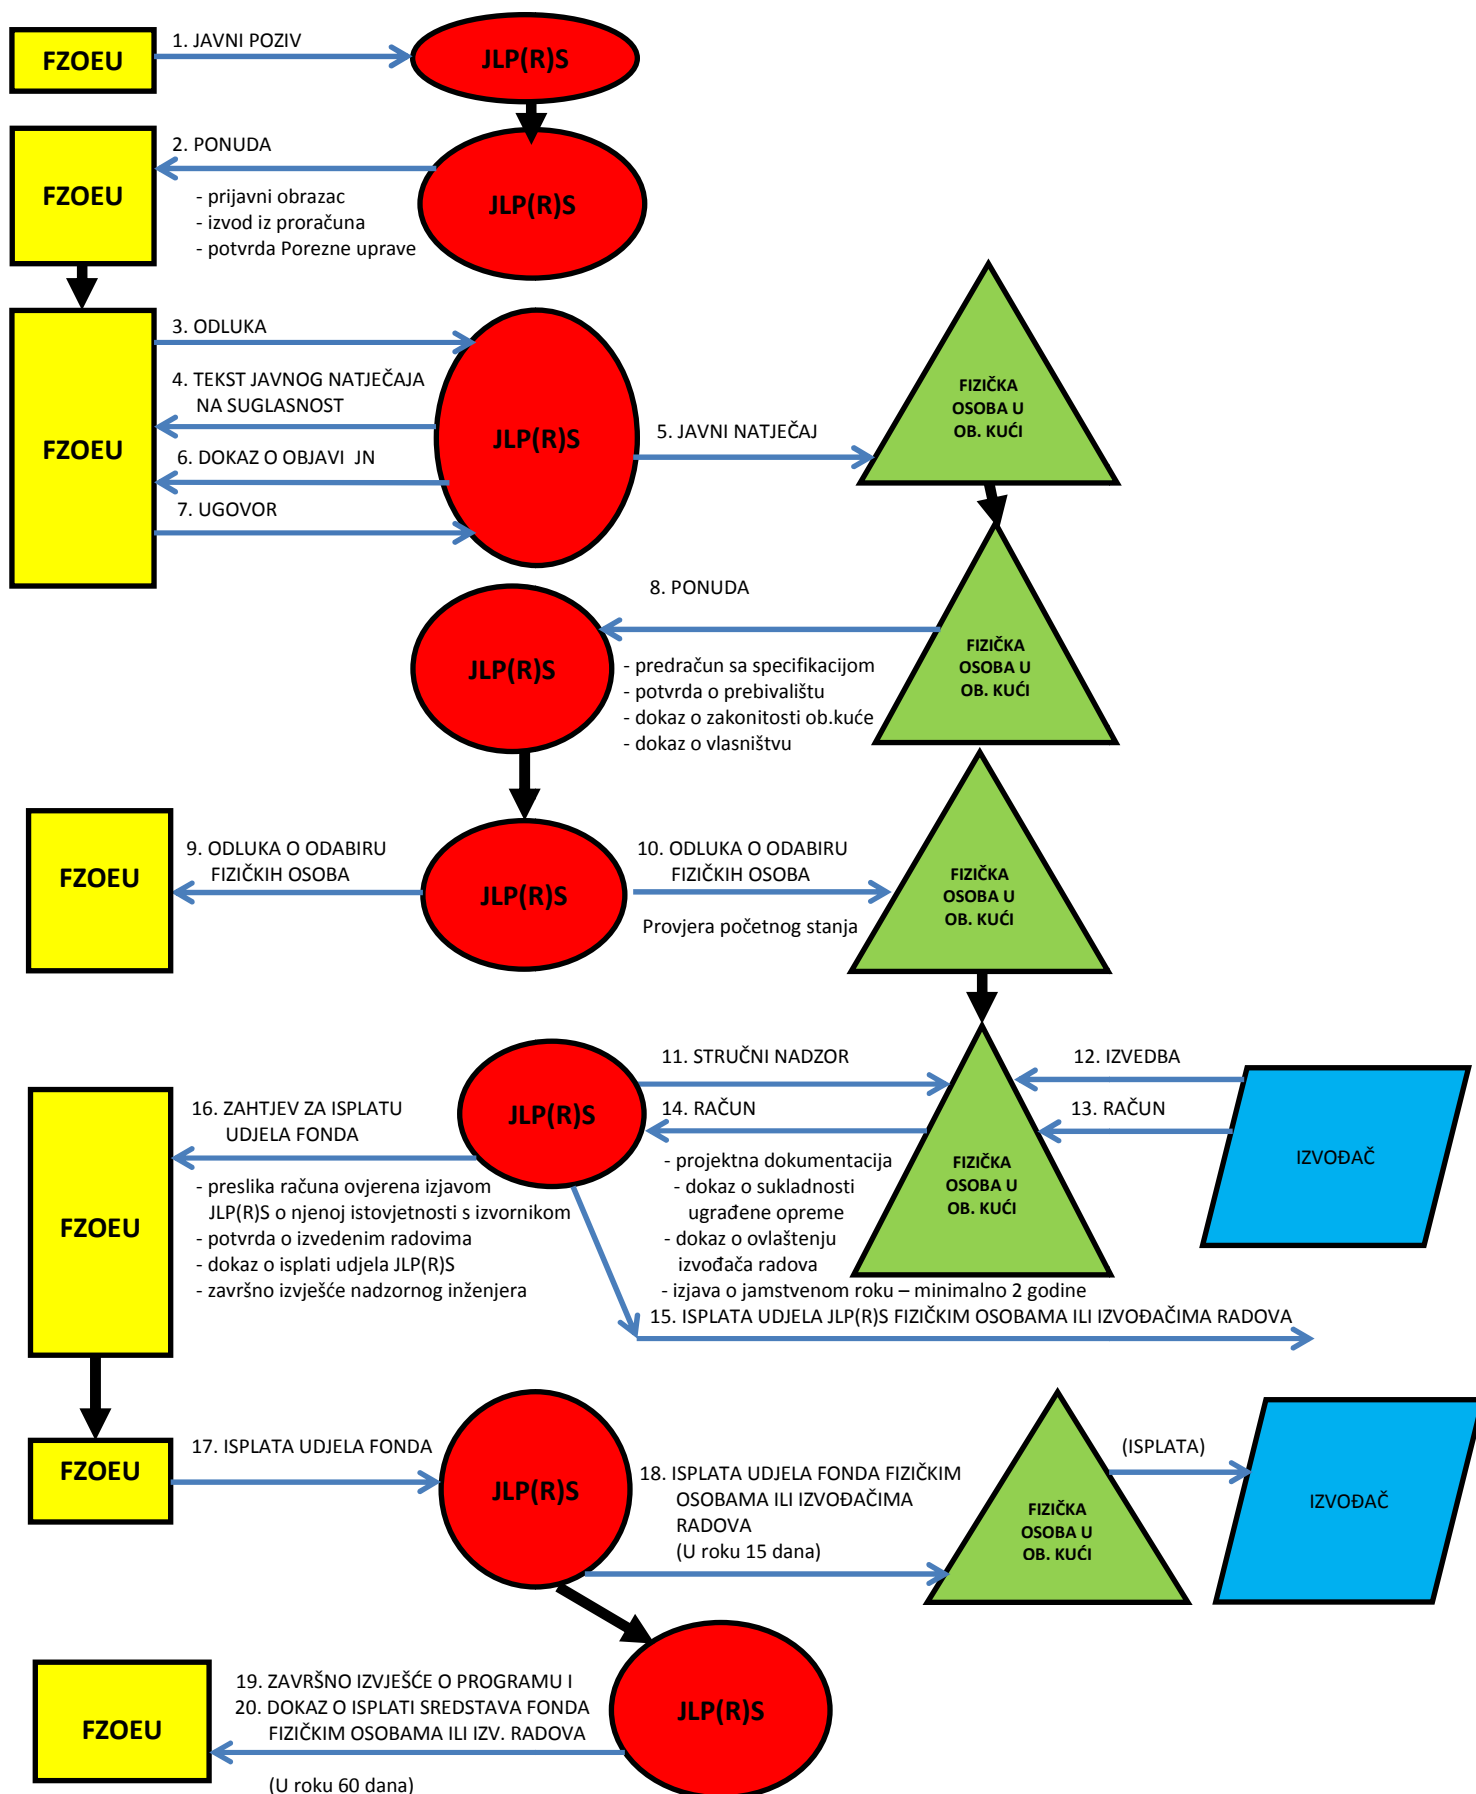 FZOEU
1. JAVNI POZIV
JLP(R)S
FZOEU
2. PONUDA
- prijavni obrazac
- izvod iz proračuna
- potvrda Porezne uprave
JLP(R)S
FZOEU
3. ODLUKA
4. TEKST JAVNOG NATJEČAJA
NA SUGLASNOST
6. DOKAZ O OBJAVI JN
7. UGOVOR
JLP(R)S
5. JAVNI NATJEČAJ
FIZIČKA
OSOBA U
OB. KUĆI
8. PONUDA
JLP(R)S
- predračun sa specifikacijom
- potvrda o prebivalištu
- dokaz o zakonitosti ob.kuće
- dokaz o vlasništvu
FIZIČKA
OSOBA U
OB. KUĆI
FZOEU
9. ODLUKA O ODABIRU
FIZIČKIH OSOBA
JLP(R)S
10. ODLUKA O ODABIRU
FIZIČKIH OSOBA
Provjera početnog stanja
FIZIČKA
OSOBA U
OB. KUĆI
11. STRUČNI NADZOR
12. IZVEDBA
13. RAČUN
IZVOĐAČ
JLP(R)S
14. RAČUN
- projektna dokumentacija
- dokaz o sukladnosti
ugrađene opreme
- dokaz o ovlaštenju
izvođača radova
- izjava o jamstvenom roku – minimalno 2 godine
FIZIČKA
OSOBA U
OB. KUĆI
15. ISPLATA UDJELA JLP(R)S FIZIČKIM OSOBAMA ILI IZVOĐAČIMA RADOVA
FZOEU
16. ZAHTJEV ZA ISPLATU
UDJELA FONDA
- preslika računa ovjerena izjavom
JLP(R)S o njenoj istovjetnosti s izvornikom
- potvrda o izvedenim radovima
- dokaz o isplati udjela JLP(R)S
- završno izvješće nadzornog inženjera
FZOEU
17. ISPLATA UDJELA FONDA
JLP(R)S
18. ISPLATA UDJELA FONDA FIZIČKIM
OSOBAMA ILI IZVOĐAČIMA
RADOVA
(U roku 15 dana)
FIZIČKA
OSOBA U
OB. KUĆI
(ISPLATA)
IZVOĐAČ
FZOEU
19. ZAVRŠNO IZVJEŠĆE O PROGRAMU I
20. DOKAZ O ISPLATI SREDSTAVA FONDA
FIZIČKIM OSOBAMA ILI IZV. RADOVA
(U roku 60 dana)
JLP(R)S